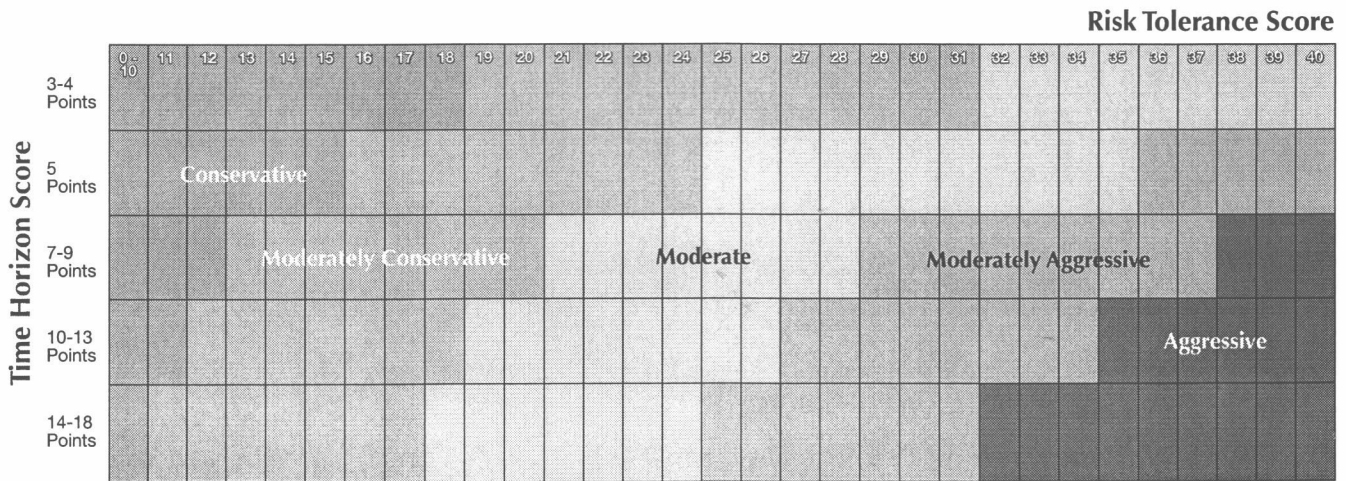 Risk Tolerance Score
0-
10 11 12 13 14 15 16 17 18 19 20 21 22 23 24 25 26 27 28 29 30 31 32 33 34 35 36 37 38 39 40
Time Horizon Score
3-4
Points
5
Points
Conservative
7-9
Points
Moderately Conservative
Moderate
Moderately Aggressive
10-13
Points
Aggressive
14-18
Points